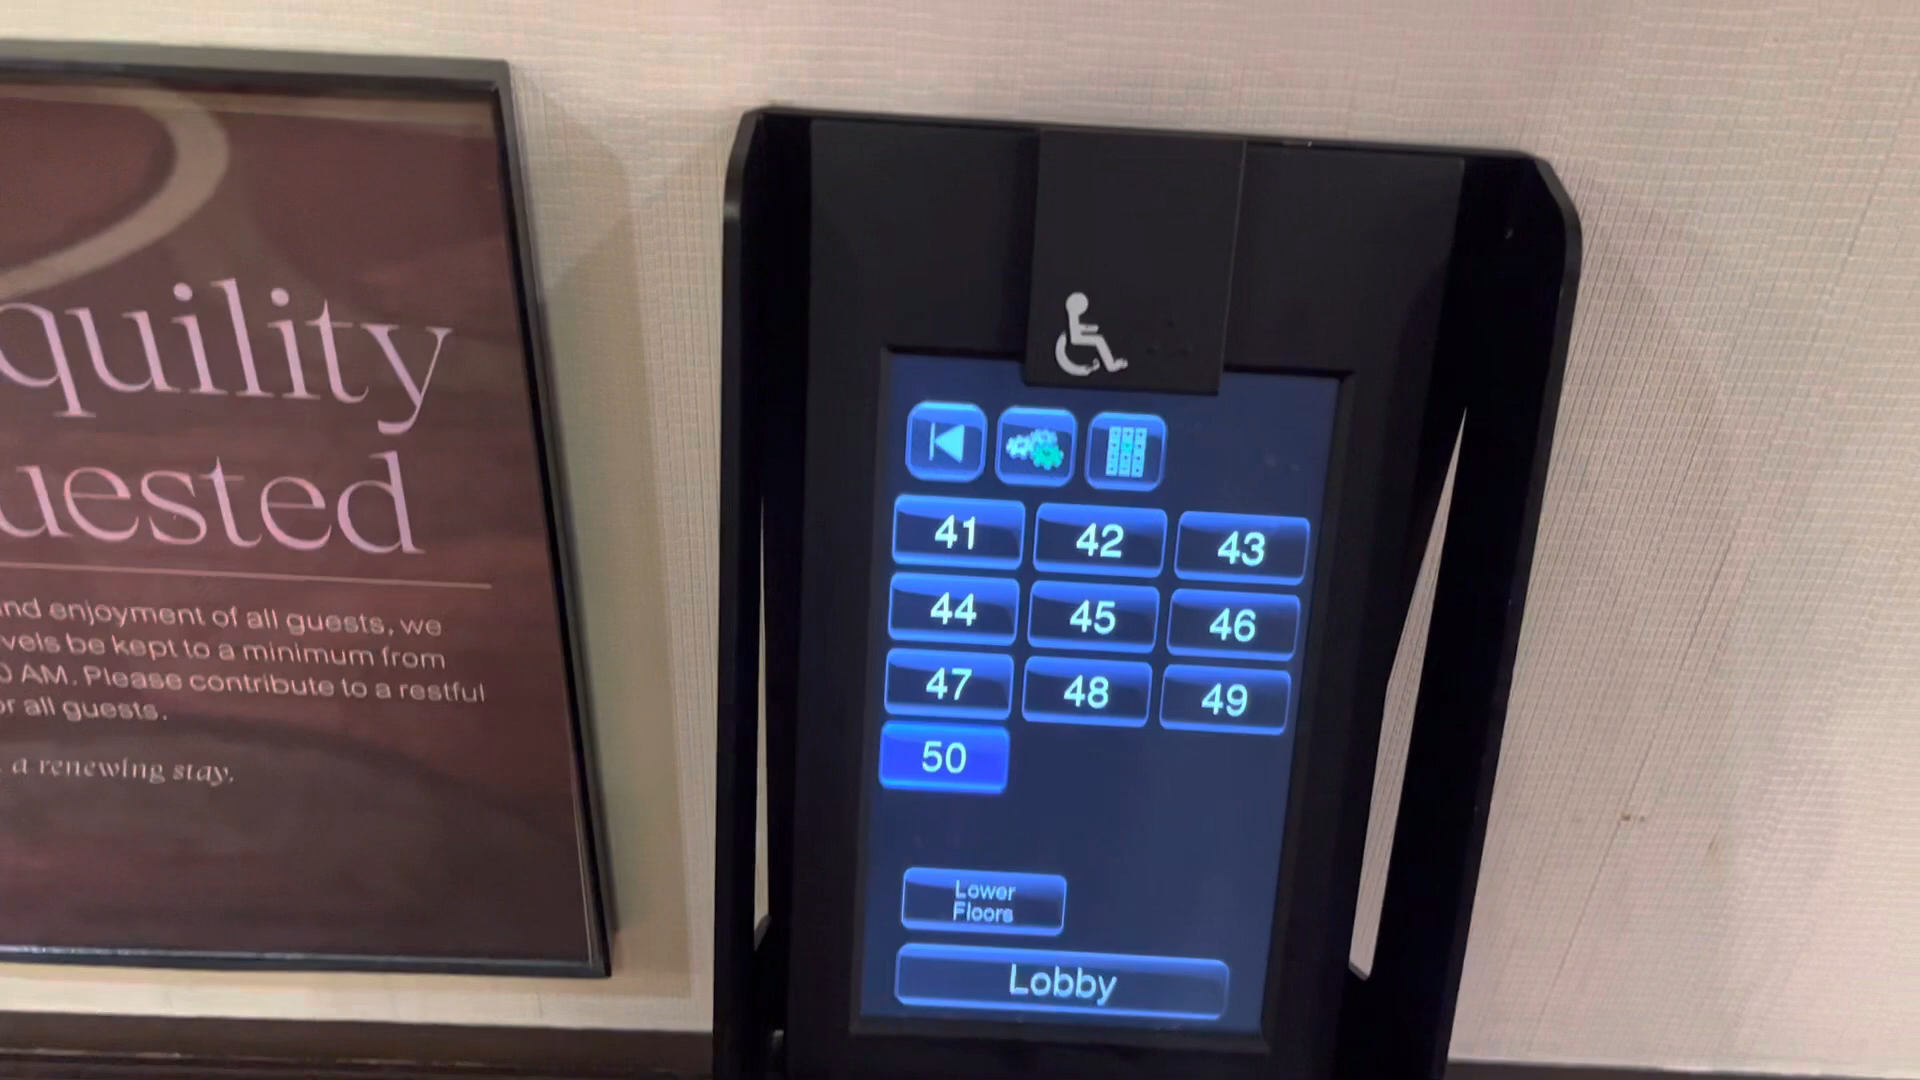 quility
uested
nd enjoyment of all guests, we
vels be kept to a minimum from
0 AM. Please contribute to a restful
or all guests.
a renewing stay.
41 42 43
44 45 46
47 48 49
50
Lower
Floors
Lobby